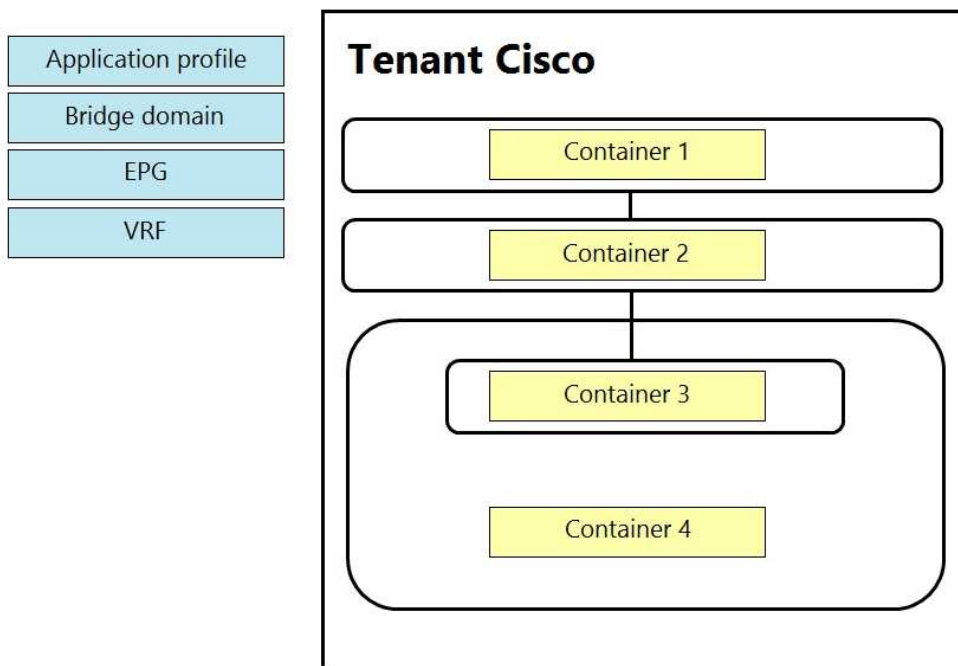 Application profile
Bridge domain
EPG
VRF
Tenant Cisco
Container 1
Container 2
Container 3
Container 4